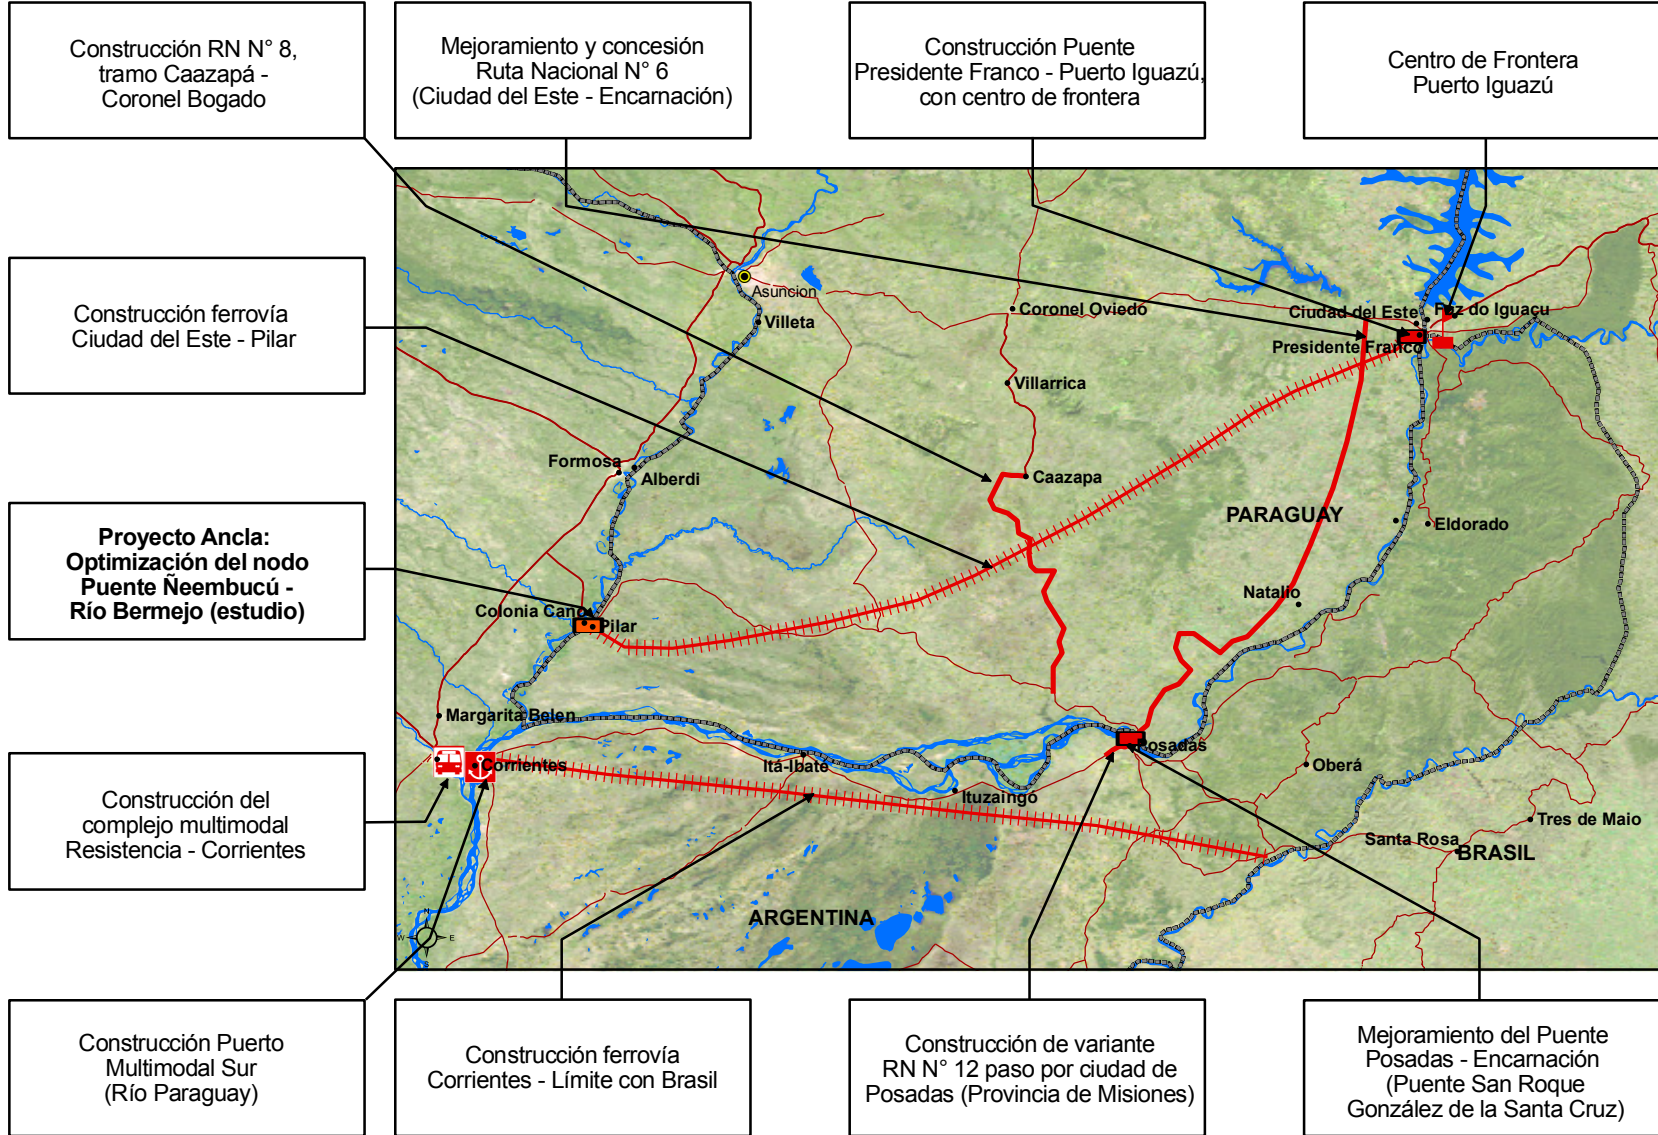 Construcción RN N° 8,
tramo Caazapá -
Coronel Bogado
Mejoramiento y concesión
Ruta Nacional N° 6
(Ciudad del Este - Encarnación)
Construcción Puente
Presidente Franco - Puerto Iguazú,
con centro de frontera
Centro de Frontera
Puerto Iguazú
Construcción ferrovía
Ciudad del Este - Pilar
Proyecto Ancla:
Optimización del nodo
Puente Ñeembucú -
Río Bermejo (estudio)
Construcción del
complejo multimodal
Resistencia - Corrientes
Asuncion
Villeta
Coronel Oviedo
Ciudad del Este
Foz do Iguaçu
Presidente Franco
Villarrica
Formosa
Alberdi
Caazapa
PARAGUAY
Eldorado
Natalio
Colonia Cano
Pilar
Margarita Belen
Corrientes
Itá-Ibate
Ituzaingó
Posadas
Oberá
Tres de Maio
Santa Rosa
BRASIL
ARGENTINA
N
W
E
S
Construcción Puerto
Multimodal Sur
(Río Paraguay)
Construcción ferrovía
Corrientes - Límite con Brasil
Construcción de variante
RN N° 12 paso por ciudad de
Posadas (Provincia de Misiones)
Mejoramiento del Puente
Posadas - Encarnación
(Puente San Roque
González de la Santa Cruz)